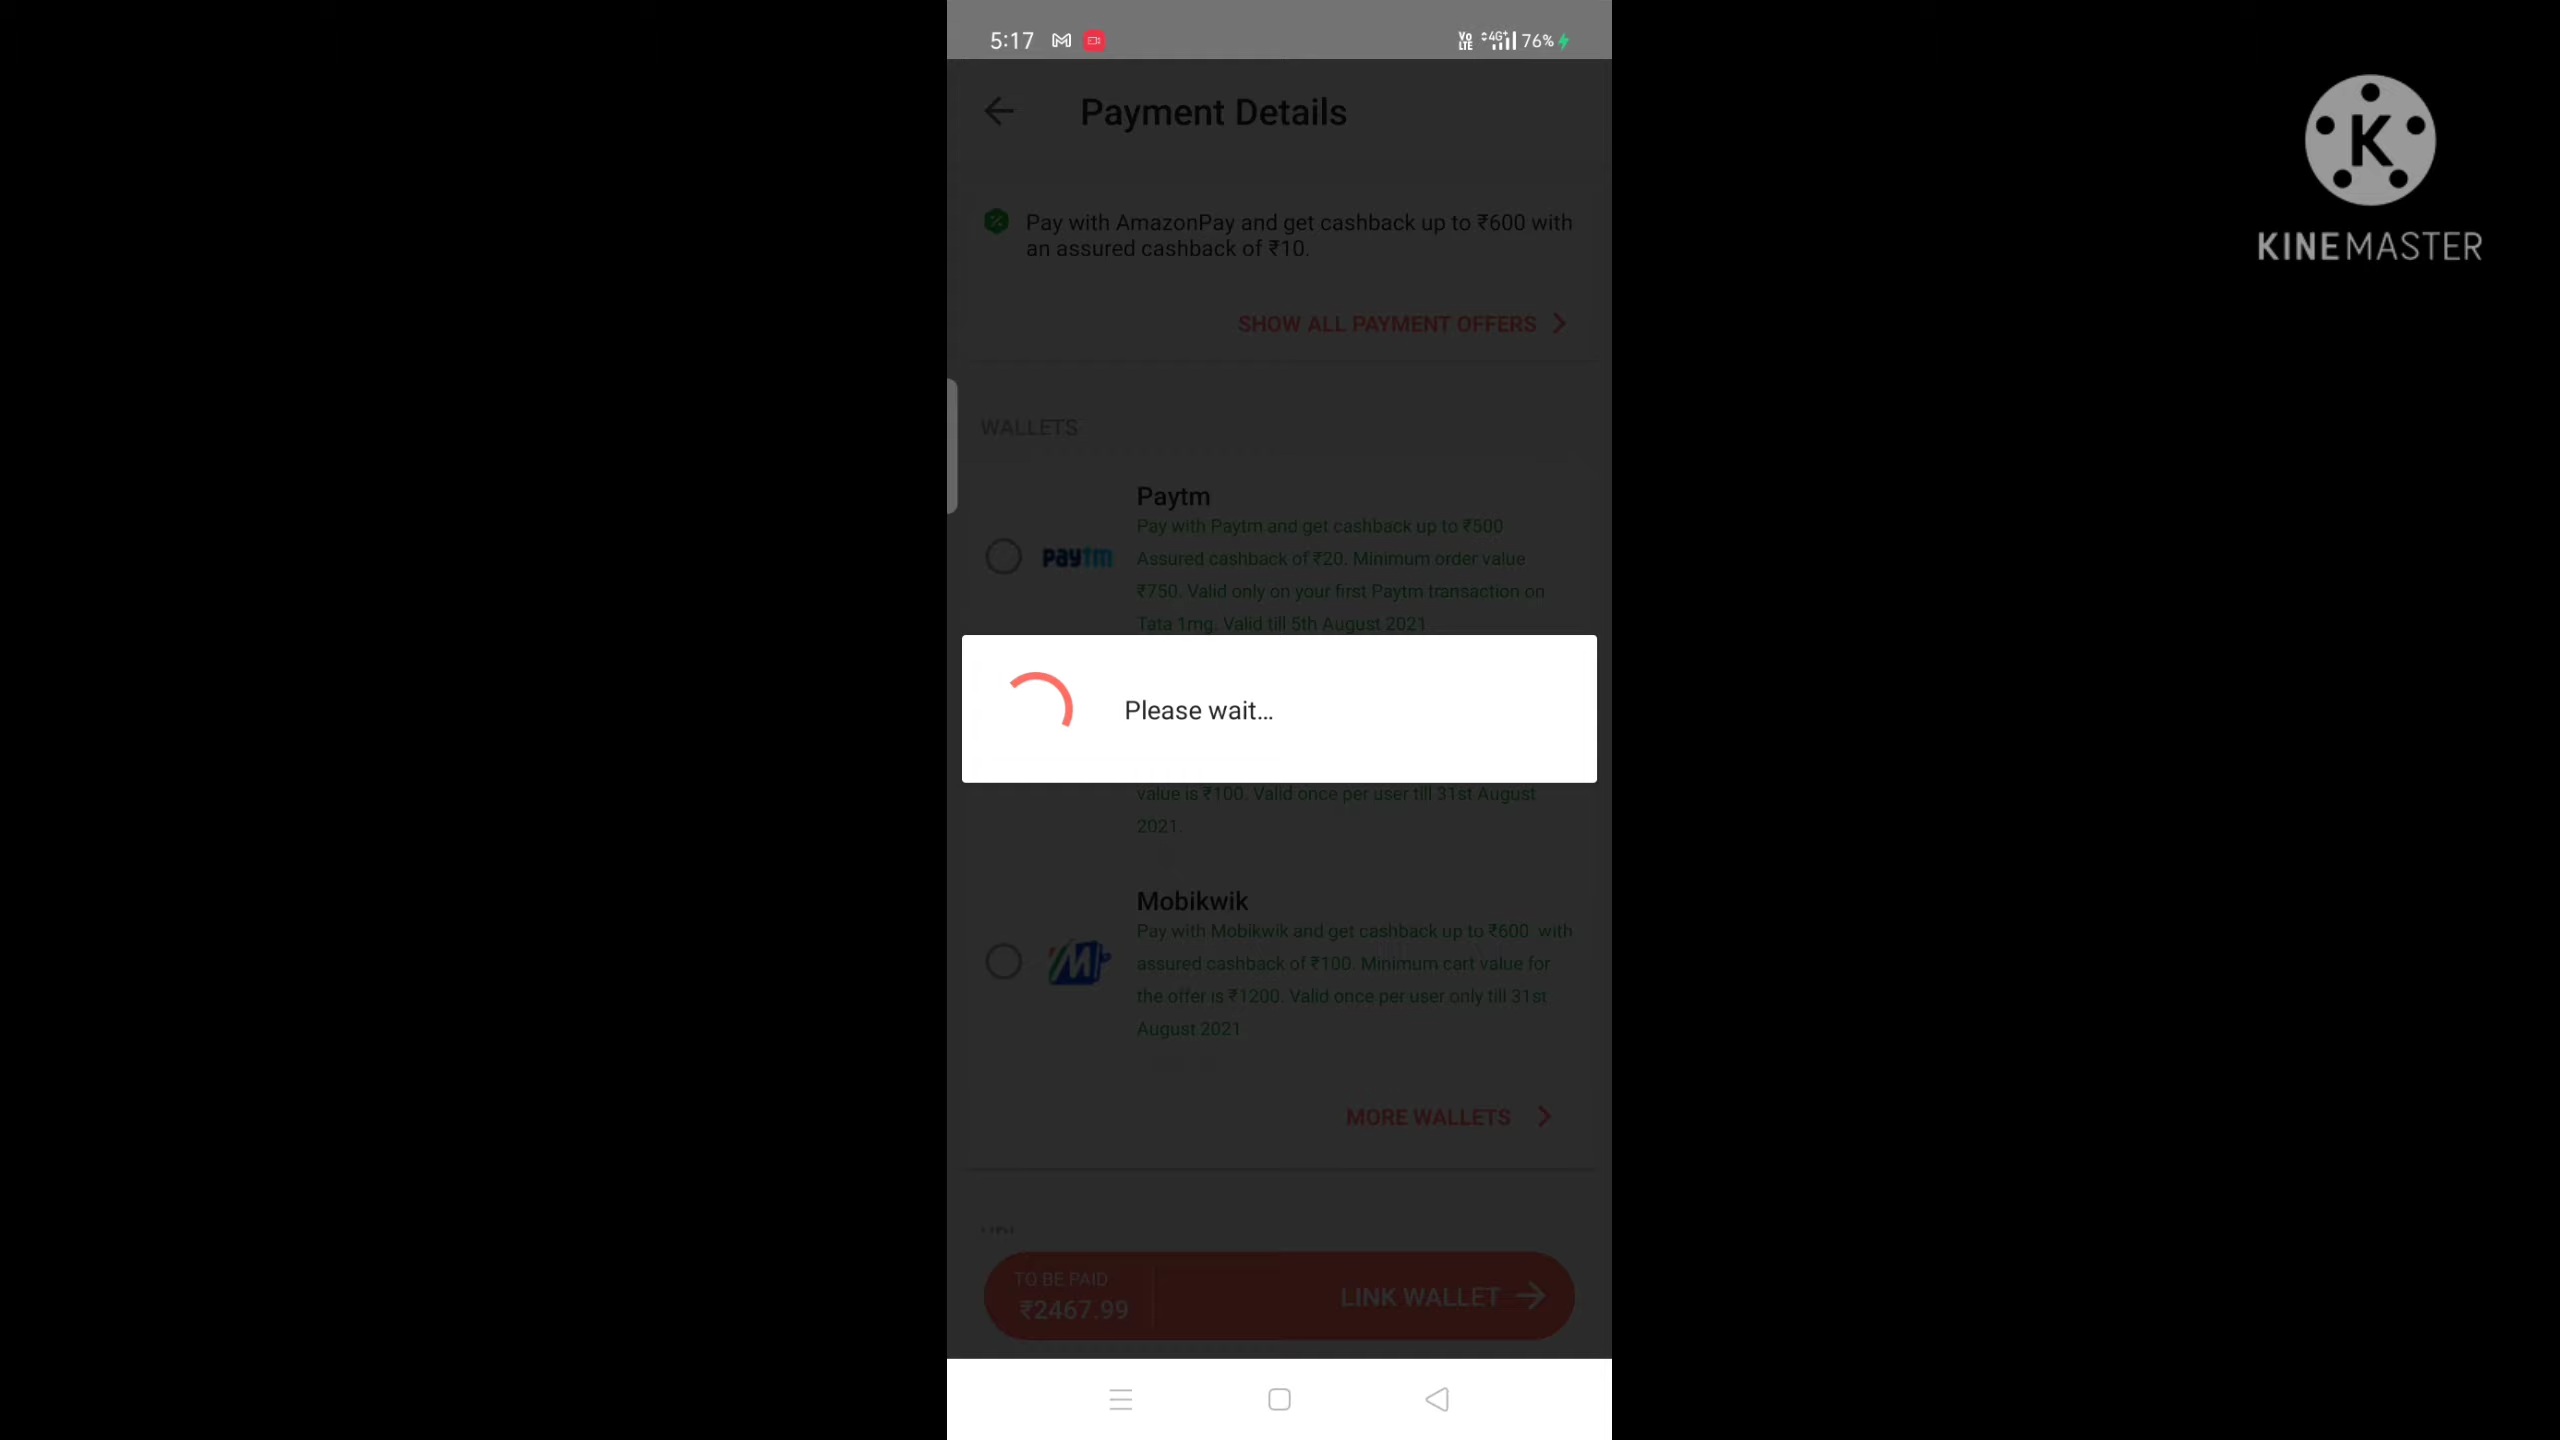 5:17
Vo LTE 4G+ 76%
Payment Details
K
KINEMASTER
Pay with AmazonPay and get cashback up to ₹600 with
an assured cashback of ₹10.
SHOW ALL PAYMENT OFFERS
WALLETS
Paytm
Pay with Paytm and get cashback up to ₹500
paytm
Assured cashback of ₹20. Minimum order value
₹750. Valid only on your first Paytm transaction on
Tata 1mg. Valid till 5th August 2021
Please wait...
value is ₹100. Valid once per user till 31st August
2021.
Mobikwik
Pay with Mobikwik and get cashback up to ₹600 with
assured cashback of ₹100. Minimum cart value for
the offer is ₹1200. Valid once per user only till 31st
August 2021
MORE WALLETS
TO BE PAID
₹2467.99
LINK WALLET